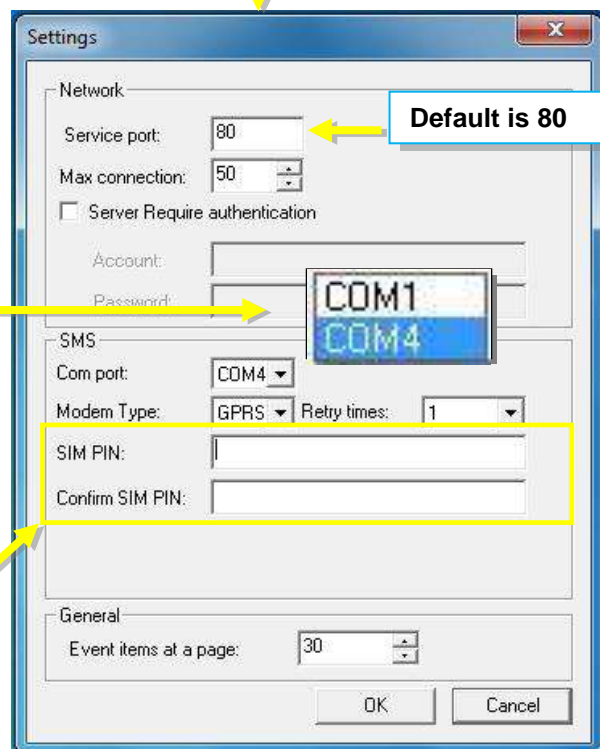 Settings
Network
Service port: 80
Default is 80
Max connection: 50
Server Require authentication
Account:
Password:
COM1
COM4
SMS
Com port: COM4
Modem Type: GPRS Retry times: 1
SIM PIN:
Confirm SIM PIN:
General
Event items at a page: 30
OK Cancel